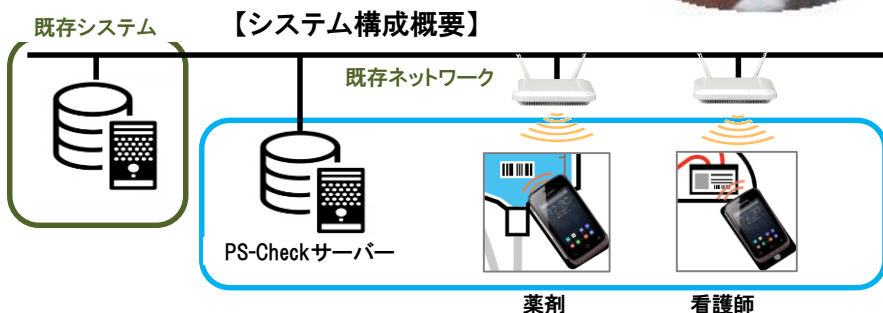 既存システム
【システム構成概要】
既存ネットワーク
PS-Checkサーバー
薬剤
看護師